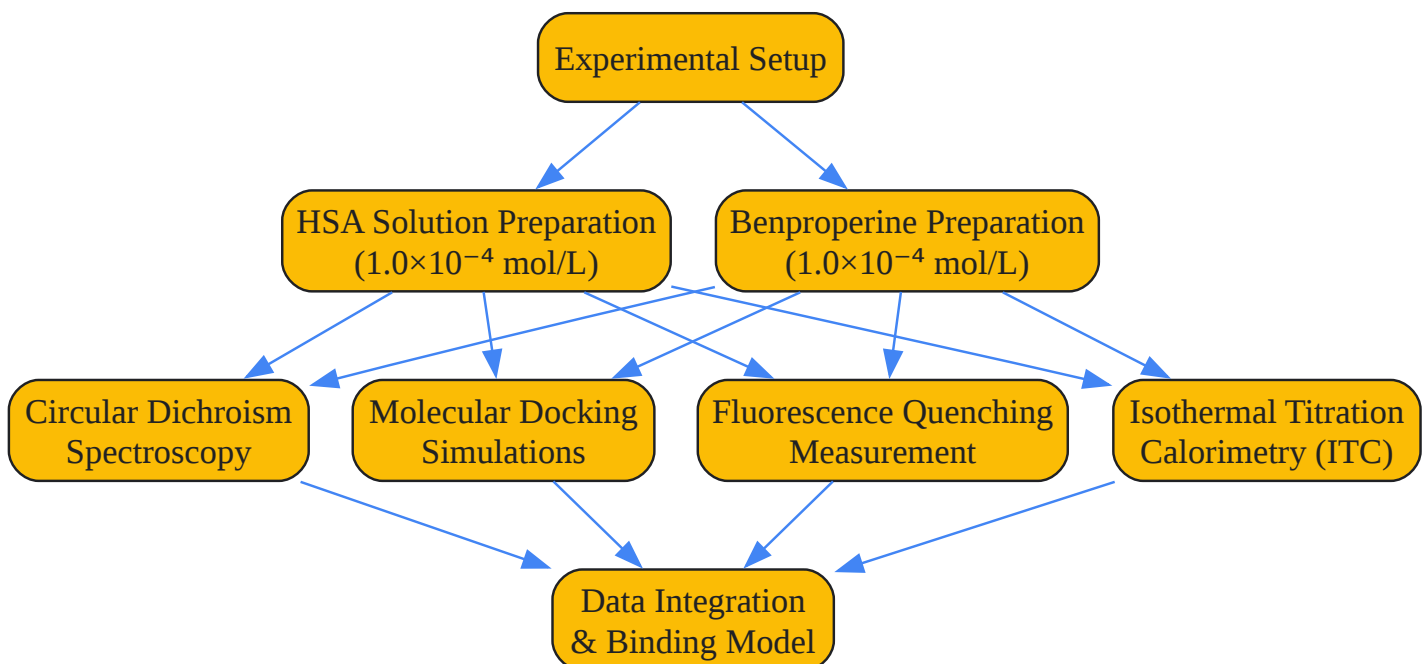 Experimental Setup
HSA Solution Preparation
(1.0×10⁻⁴ mol/L)
Benproperine Preparation
(1.0×10⁻⁴ mol/L)
Circular Dichroism
Spectroscopy
Molecular Docking
Simulations
Fluorescence Quenching
Measurement
Isothermal Titration
Calorimetry (ITC)
Data Integration
& Binding Model